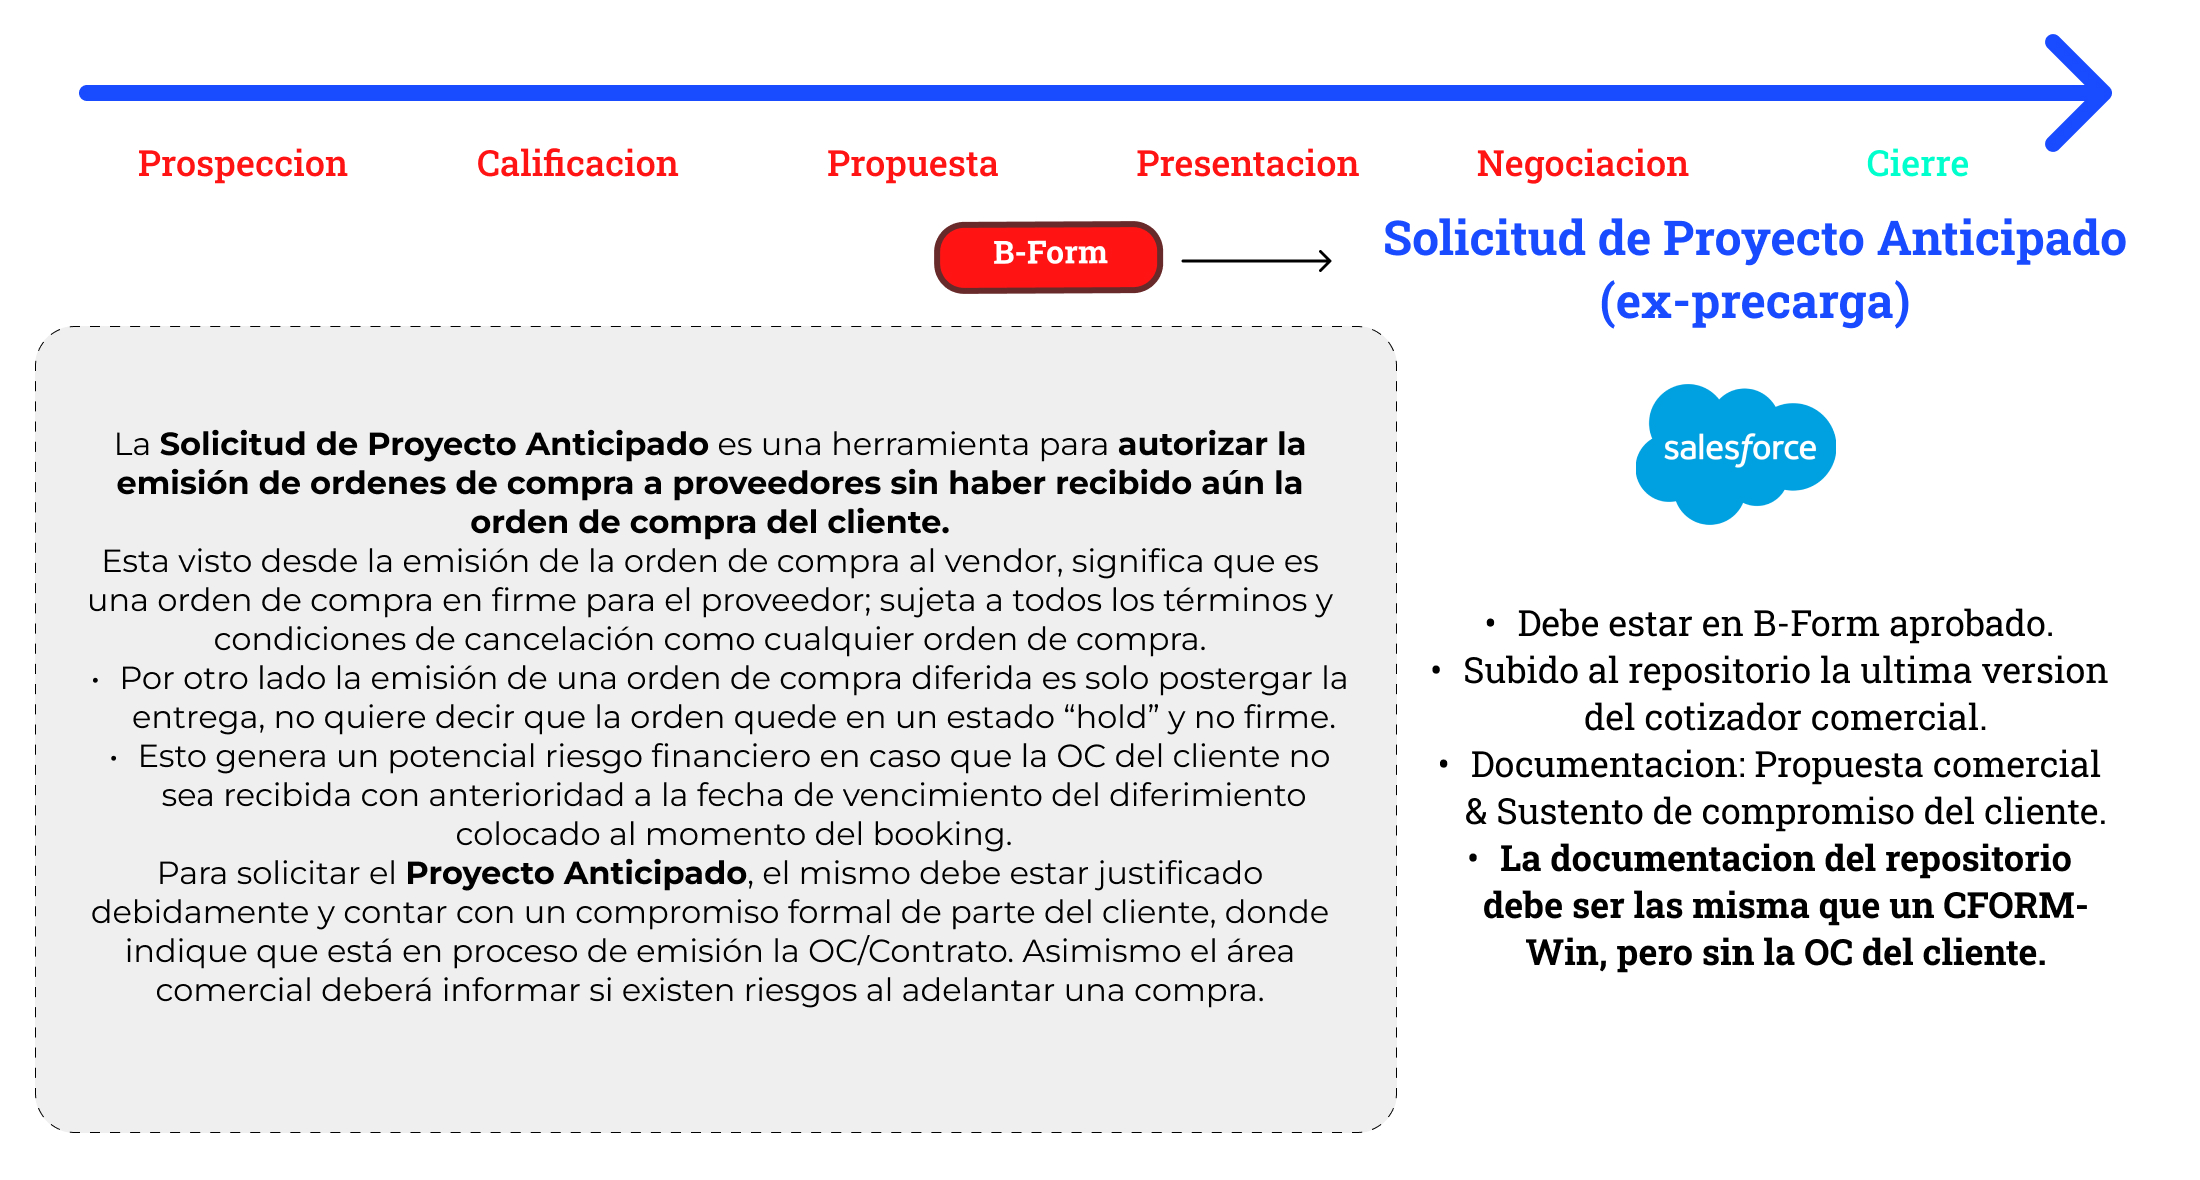 Prospeccion
Calificacion
Propuesta
Presentacion
Negociacion
Cierre
B-Form
Solicitud de Proyecto Anticipado
(ex-precarga)
La Solicitud de Proyecto Anticipado es una herramienta para autorizar la
emisión de ordenes de compra a proveedores sin haber recibido aún la
orden de compra del cliente.
Esta visto desde la emisión de la orden de compra al vendor, significa que es
una orden de compra en firme para el proveedor; sujeta a todos los términos y
condiciones de cancelación como cualquier orden de compra.
• Por otro lado la emisión de una orden de compra diferida es solo postergar la
entrega, no quiere decir que la orden quede en un estado “hold” y no firme.
• Esto genera un potencial riesgo financiero en caso que la OC del cliente no
sea recibida con anterioridad a la fecha de vencimiento del diferimiento
colocado al momento del booking.
Para solicitar el Proyecto Anticipado, el mismo debe estar justificado
debidamente y contar con un compromiso formal de parte del cliente, donde
indique que está en proceso de emisión la OC/Contrato. Asimismo el área
comercial deberá informar si existen riesgos al adelantar una compra.
salesforce
• Debe estar en B-Form aprobado.
• Subido al repositorio la ultima version
del cotizador comercial.
• Documentacion: Propuesta comercial
& Sustento de compromiso del cliente.
• La documentacion del repositorio
debe ser las misma que un CFORM-
Win, pero sin la OC del cliente.